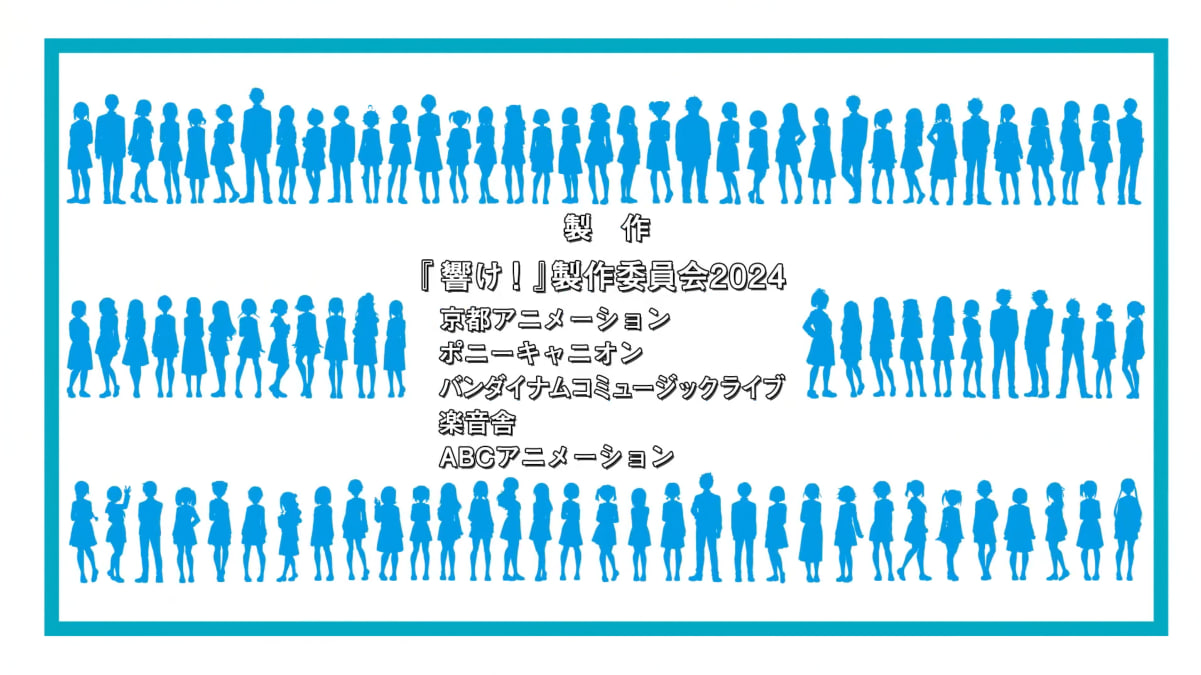 製　作
『響け！』製作委員会2024
京都アニメーション
ポニーキャニオン
バンダイナムコミュージックライブ
楽音舎
ABCアニメーション